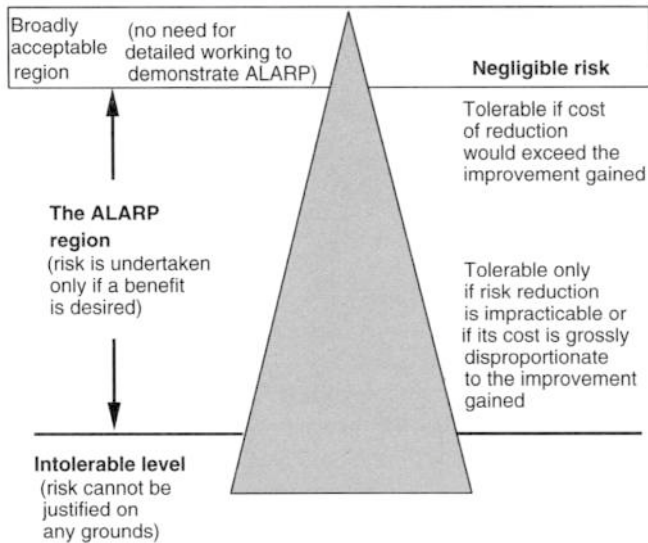 Broadly
acceptable
region
(no need for
detailed working to
demonstrate ALARP)
Negligible risk
Tolerable if cost
of reduction
would exceed the
improvement gained
The ALARP
region
(risk is undertaken
only if a benefit
is desired)
Tolerable only
if risk reduction
is impracticable or
if its cost is grossly
disproportionate
to the improvement
gained
Intolerable level
(risk cannot be
justified on
any grounds)